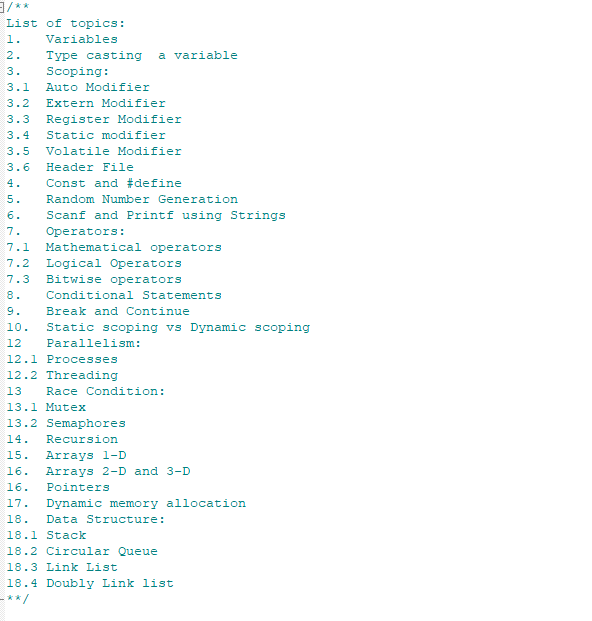 /**
List of topics:
1. Variables
2. Type casting a variable
3. Scoping:
3.1 Auto Modifier
3.2 Extern Modifier
3.3 Register Modifier
3.4 Static modifier
3.5 Volatile Modifier
3.6 Header File
4. Const and #define
5. Random Number Generation
6. Scanf and Printf using Strings
7. Operators:
7.1 Mathematical operators
7.2 Logical Operators
7.3 Bitwise operators
8. Conditional Statements
9. Break and Continue
10. Static scoping vs Dynamic scoping
12 Parallelism:
12.1 Processes
12.2 Threading
13 Race Condition:
13.1 Mutex
13.2 Semaphores
14. Recursion
15. Arrays 1-D
16. Arrays 2-D and 3-D
16. Pointers
17. Dynamic memory allocation
18. Data Structure:
18.1 Stack
18.2 Circular Queue
18.3 Link List
18.4 Doubly Link list
**/